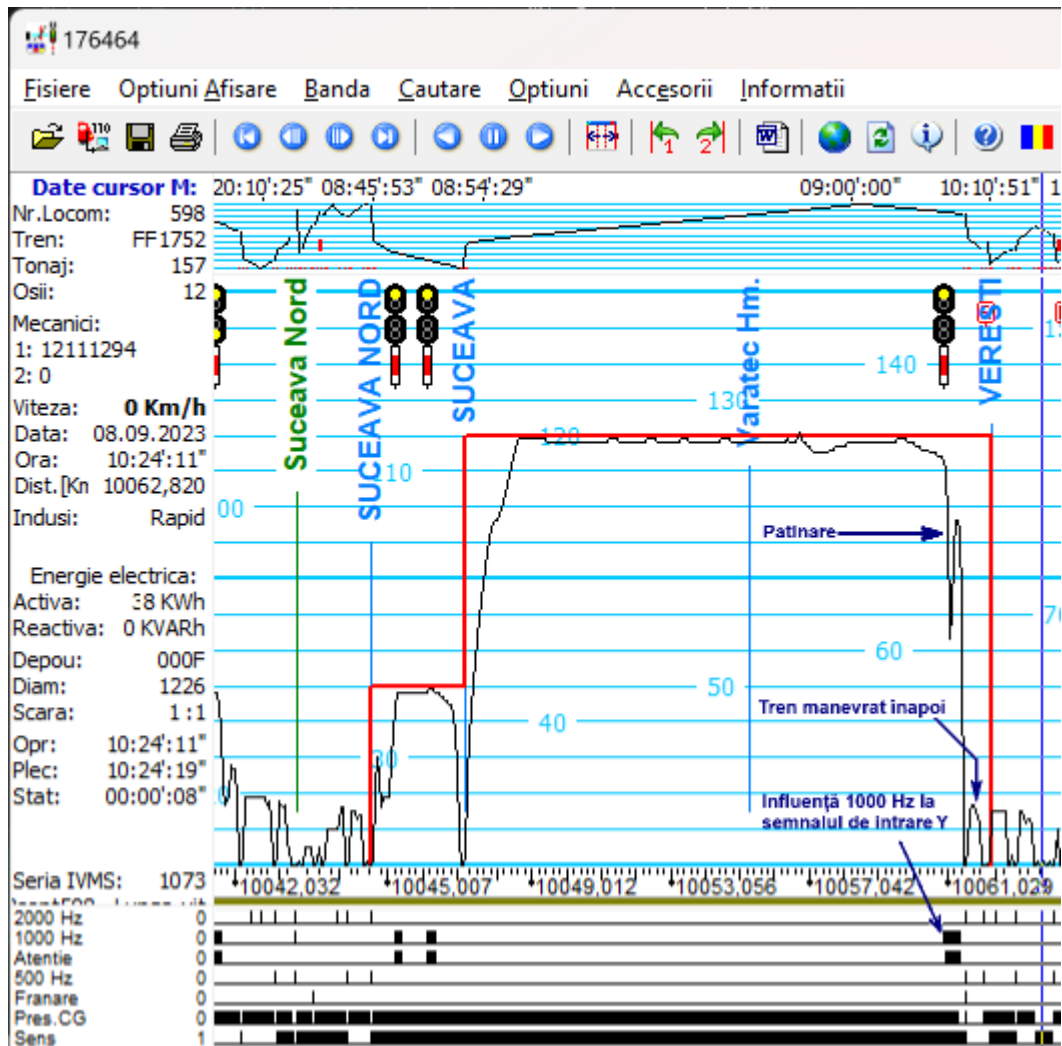 176464
Fisiere Optiuni Afisare Banda Cautare Optiuni Accesorii Informatii
110
1 2
Date cursor M: 20:10':25" 08:45':53" 08:54':29" 09:00':00" 10:10':51" 1
Nr.Locom: 598
Tren: FF1752
Tonaj: 157
Osii: 12
Mecanici:
1: 12111294
2: 0
Viteza: 0 Km/h
Data: 08.09.2023
Ora: 10:24':11"
Dist.[Kn 10062,820
Indusi: Rapid
Energie electrica:
Activa: 38 KWh
Reactiva: 0 KVARh
Depou: 000F
Diam: 1226
Scara: 1:1
Opr: 10:24':11"
Plec: 10:24':19"
Stat: 00:00':08"
Suceava Nord
SUCEAVA NORD
SUCEAVA
Varatec Hm.
VERESTI
140
130
120
110
00
70
60
50
40
30
Patinare
Tren manevrat inapoi
Influență 1000 Hz la
semnalul de intrare Y
Seria IVMS: 1073
10042,032 10045,007 10049,012 10053,056 10057,042 10061,029
2000 Hz 0
1000 Hz 0
Atentie 0
500 Hz 0
Franare 0
Pres.CG 0
Sens 1